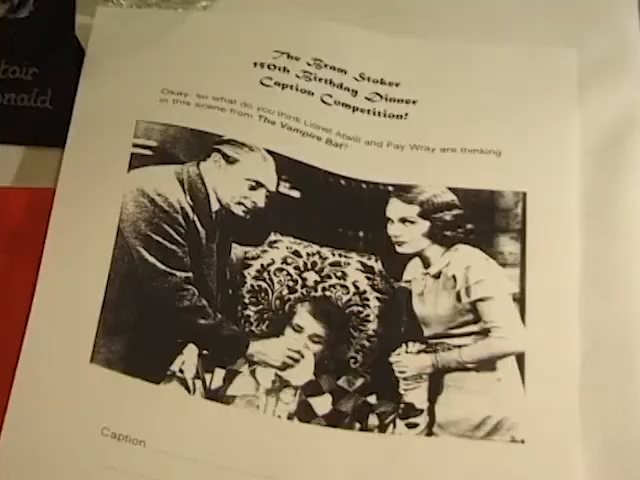 tair
nald
The Bram Stoker
150th Birthday Dinner
Caption Competition!
Okay, so what do you think Lionel Atwill and Fay Wray are thinking
in this scene from The Vampire Bat?
Caption